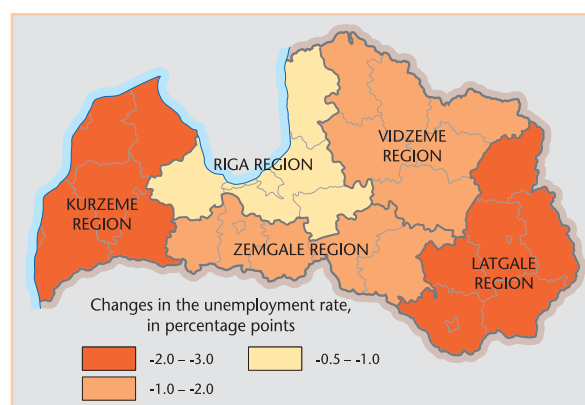 RIGA REGION
VIDZEME
REGION
KURZEME
REGION
ZEMGALE REGION
LATGALE
REGION
Changes in the unemployment rate,
in percentage points
-2.0 – -3.0
-0.5 – -1.0
-1.0 – -2.0